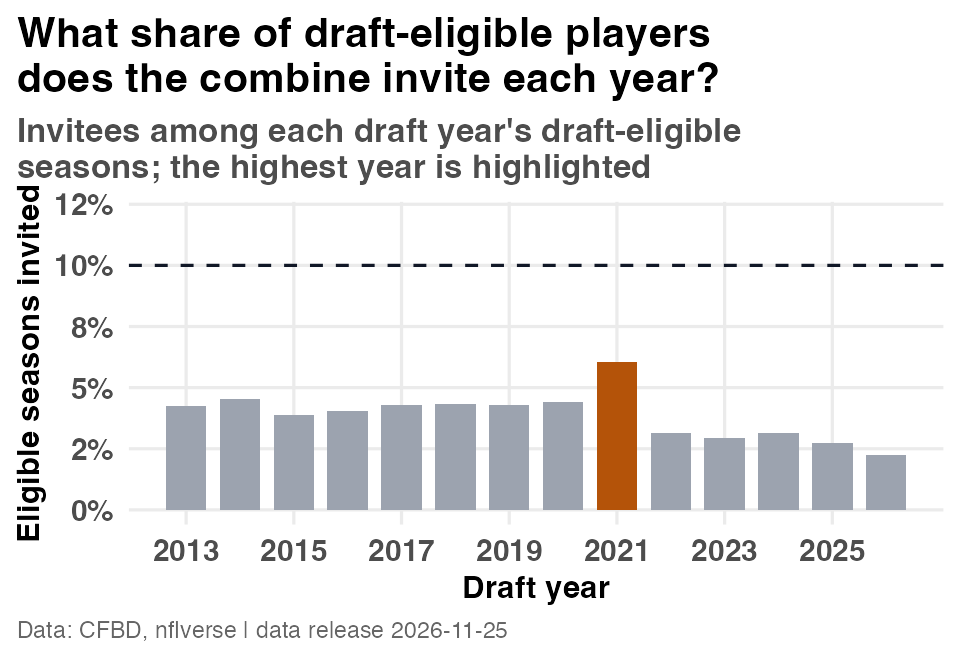 What share of draft-eligible players
does the combine invite each year?
Invitees among each draft year's draft-eligible
seasons; the highest year is highlighted
Eligible seasons invited
12%
10%
8%
5%
2%
0%
2013 2015 2017 2019 2021 2023 2025
Draft year
Data: CFBD, nflverse | data release 2026-11-25